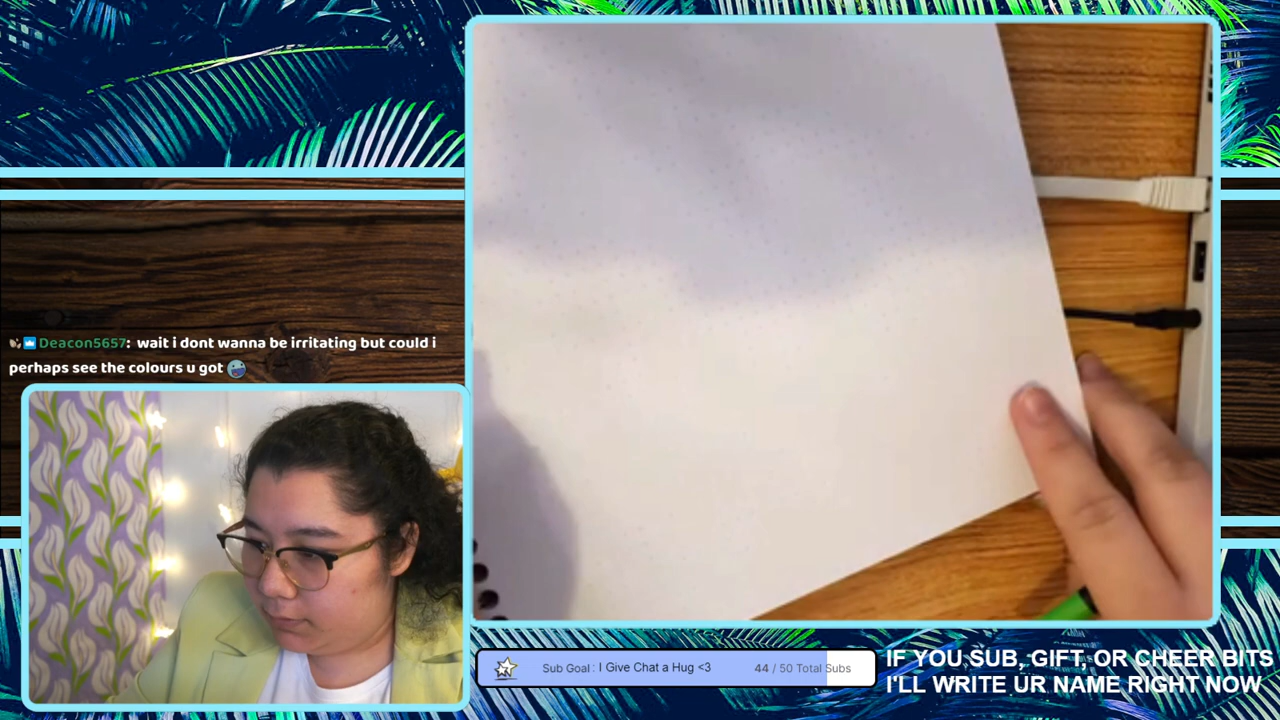 Deacon5657: wait i dont wanna be irritating but could i
perhaps see the colours u got
Sub Goal: I Give Chat a Hug <3 44 / 50 Total Subs
IF YOU SUB, GIFT, OR CHEER BITS
I'LL WRITE UR NAME RIGHT NOW